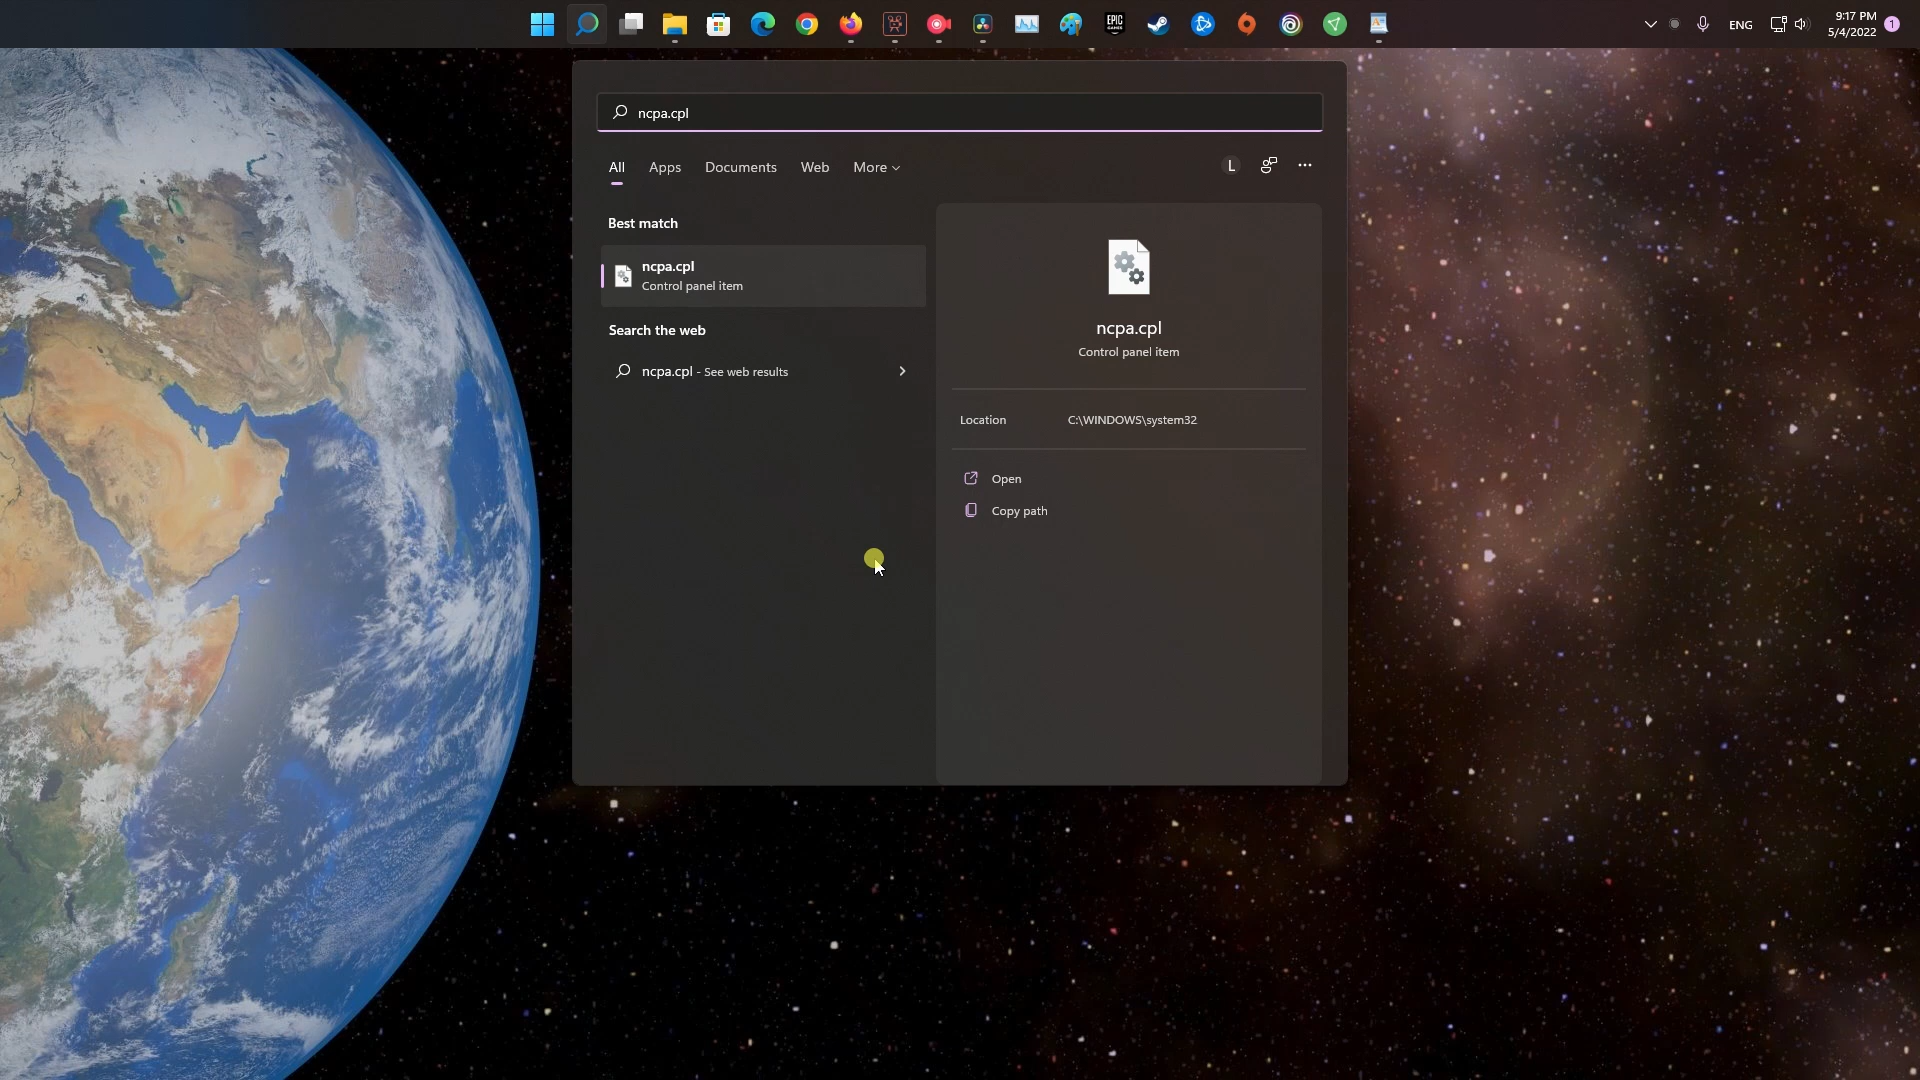 ENG
9:17 PM
5/4/2022
1
EPIC
GAMES
ncpa.cpl
All Apps Documents Web More
L
Best match
ncpa.cpl
Control panel item
Search the web
ncpa.cpl - See web results
ncpa.cpl
Control panel item
Location C:\WINDOWS\system32
Open
Copy path